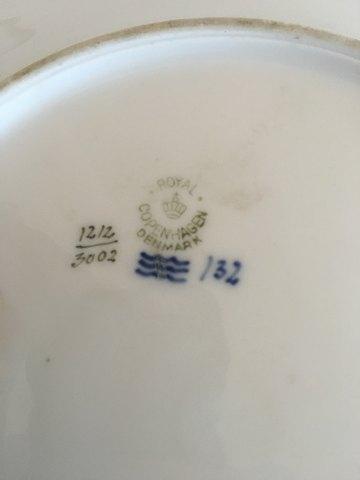 ROYAL
COPENHAGEN
DENMARK
1212
3002
132